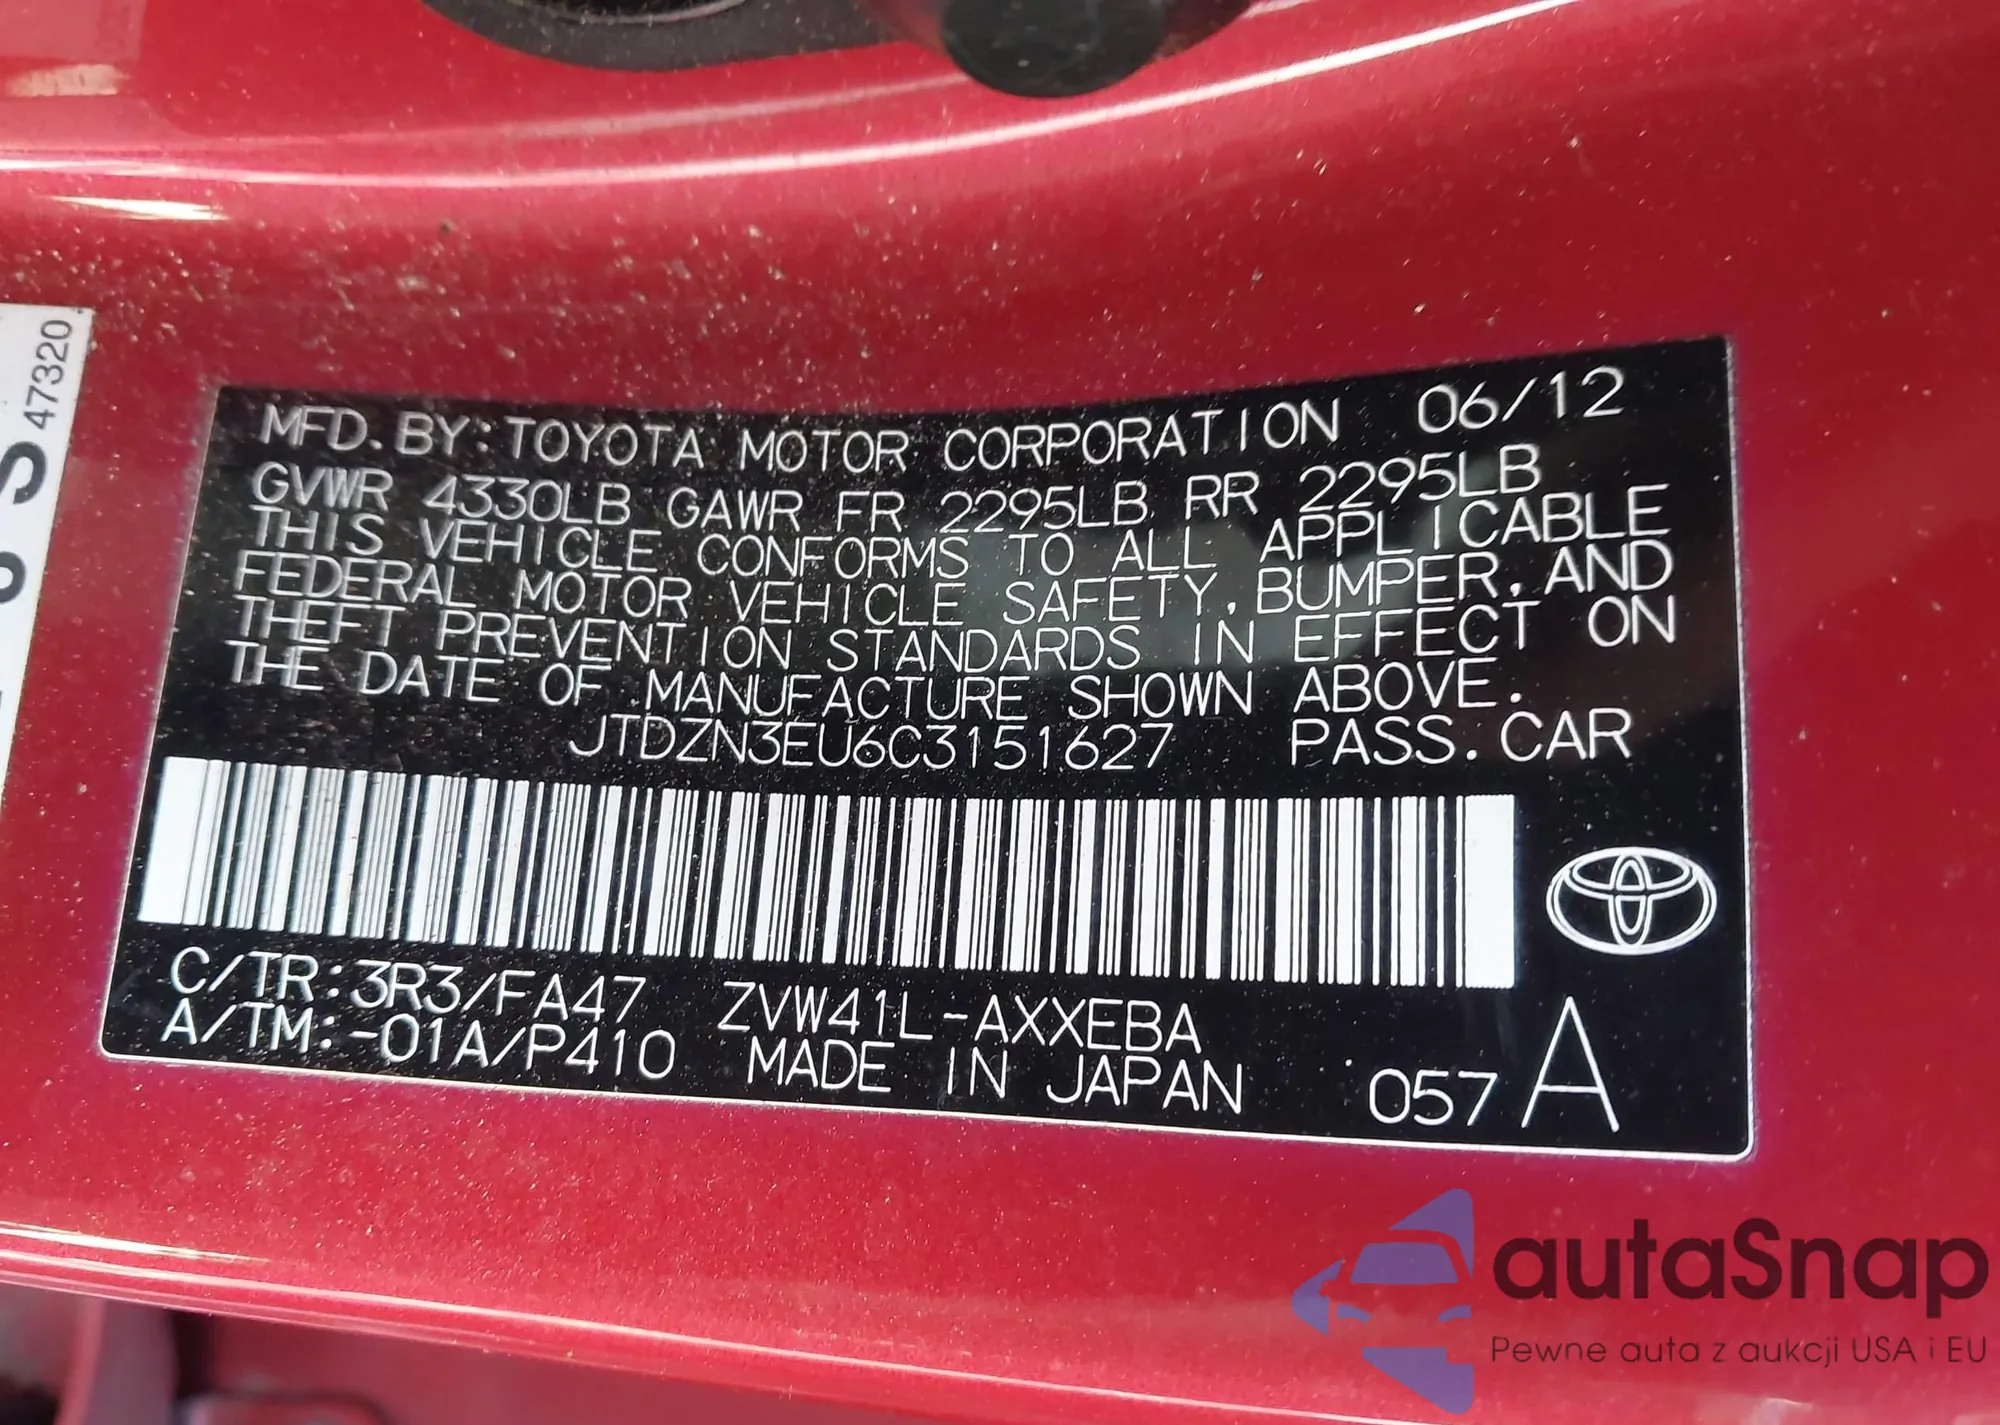 MFD. BY: TOYOTA MOTOR CORPORATION 06/12
GVWR 4330LB GAWR FR 2295LB RR 2295LB
THIS VEHICLE CONFORMS TO ALL APPLICABLE
FEDERAL MOTOR VEHICLE SAFETY, BUMPER, AND
THEFT PREVENTION STANDARDS IN EFFECT ON
THE DATE OF MANUFACTURE SHOWN ABOVE.
JTDZN3EU6C3151627 PASS. CAR
C/TR:3R3/FA47 ZVW41L-AXXEBA
A/TM:-01A/P410 MADE IN JAPAN 057 A
47320
autaSnap
Pewne auta z aukcji USA i EU